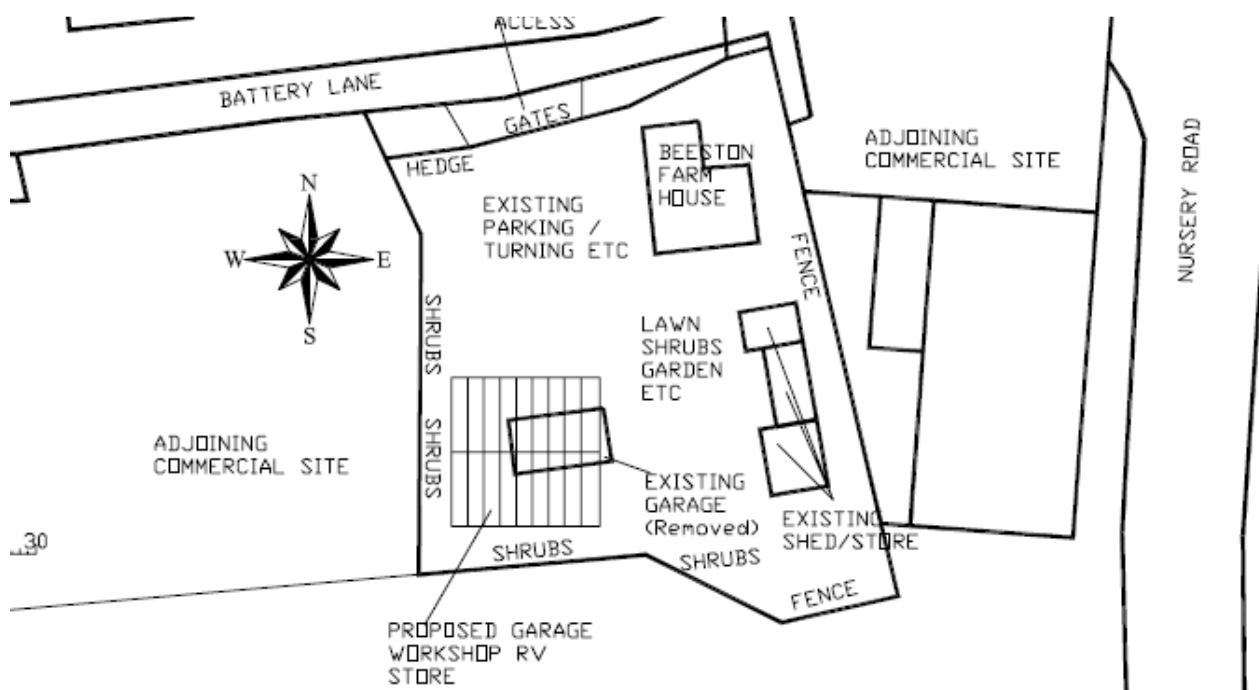 ACCESS
BATTERY LANE
GATES
HEDGE
BEESTON
FARM
HOUSE
ADJOINING
COMMERCIAL SITE
NURSERY ROAD
N
W
E
S
EXISTING
PARKING /
TURNING ETC
FENCE
SHRUBS
LAWN
SHRUBS
GARDEN
ETC
SHRUBS
ADJOINING
COMMERCIAL SITE
EXISTING
GARAGE
(Removed)
EXISTING
SHED/STORE
30
SHRUBS
SHRUBS
FENCE
PROPOSED GARAGE
WORKSHOP RV
STORE